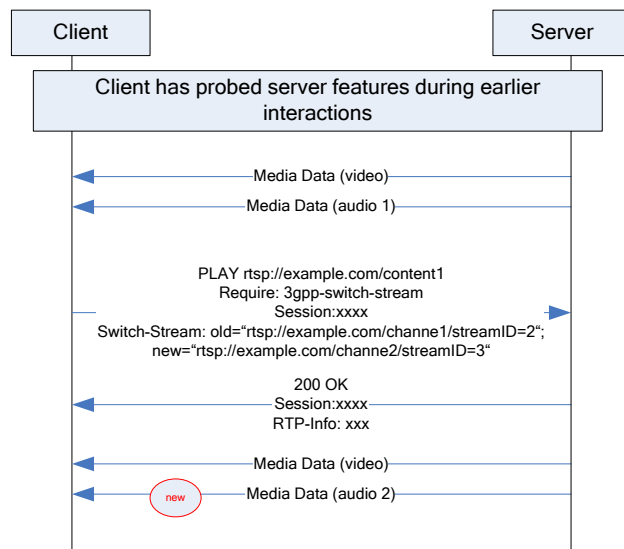 Client
Server
Client has probed server features during earlier
interactions
Media Data (video)
Media Data (audio 1)
PLAY rtsp://example.com/content1
Require: 3gpp-switch-stream
Session:xxxx
Switch-Stream: old=“rtsp://example.com/channe1/streamID=2“;
new=“rtsp://example.com/channe2/streamID=3“
200 OK
Session:xxxx
RTP-Info: xxx
Media Data (video)
new
Media Data (audio 2)